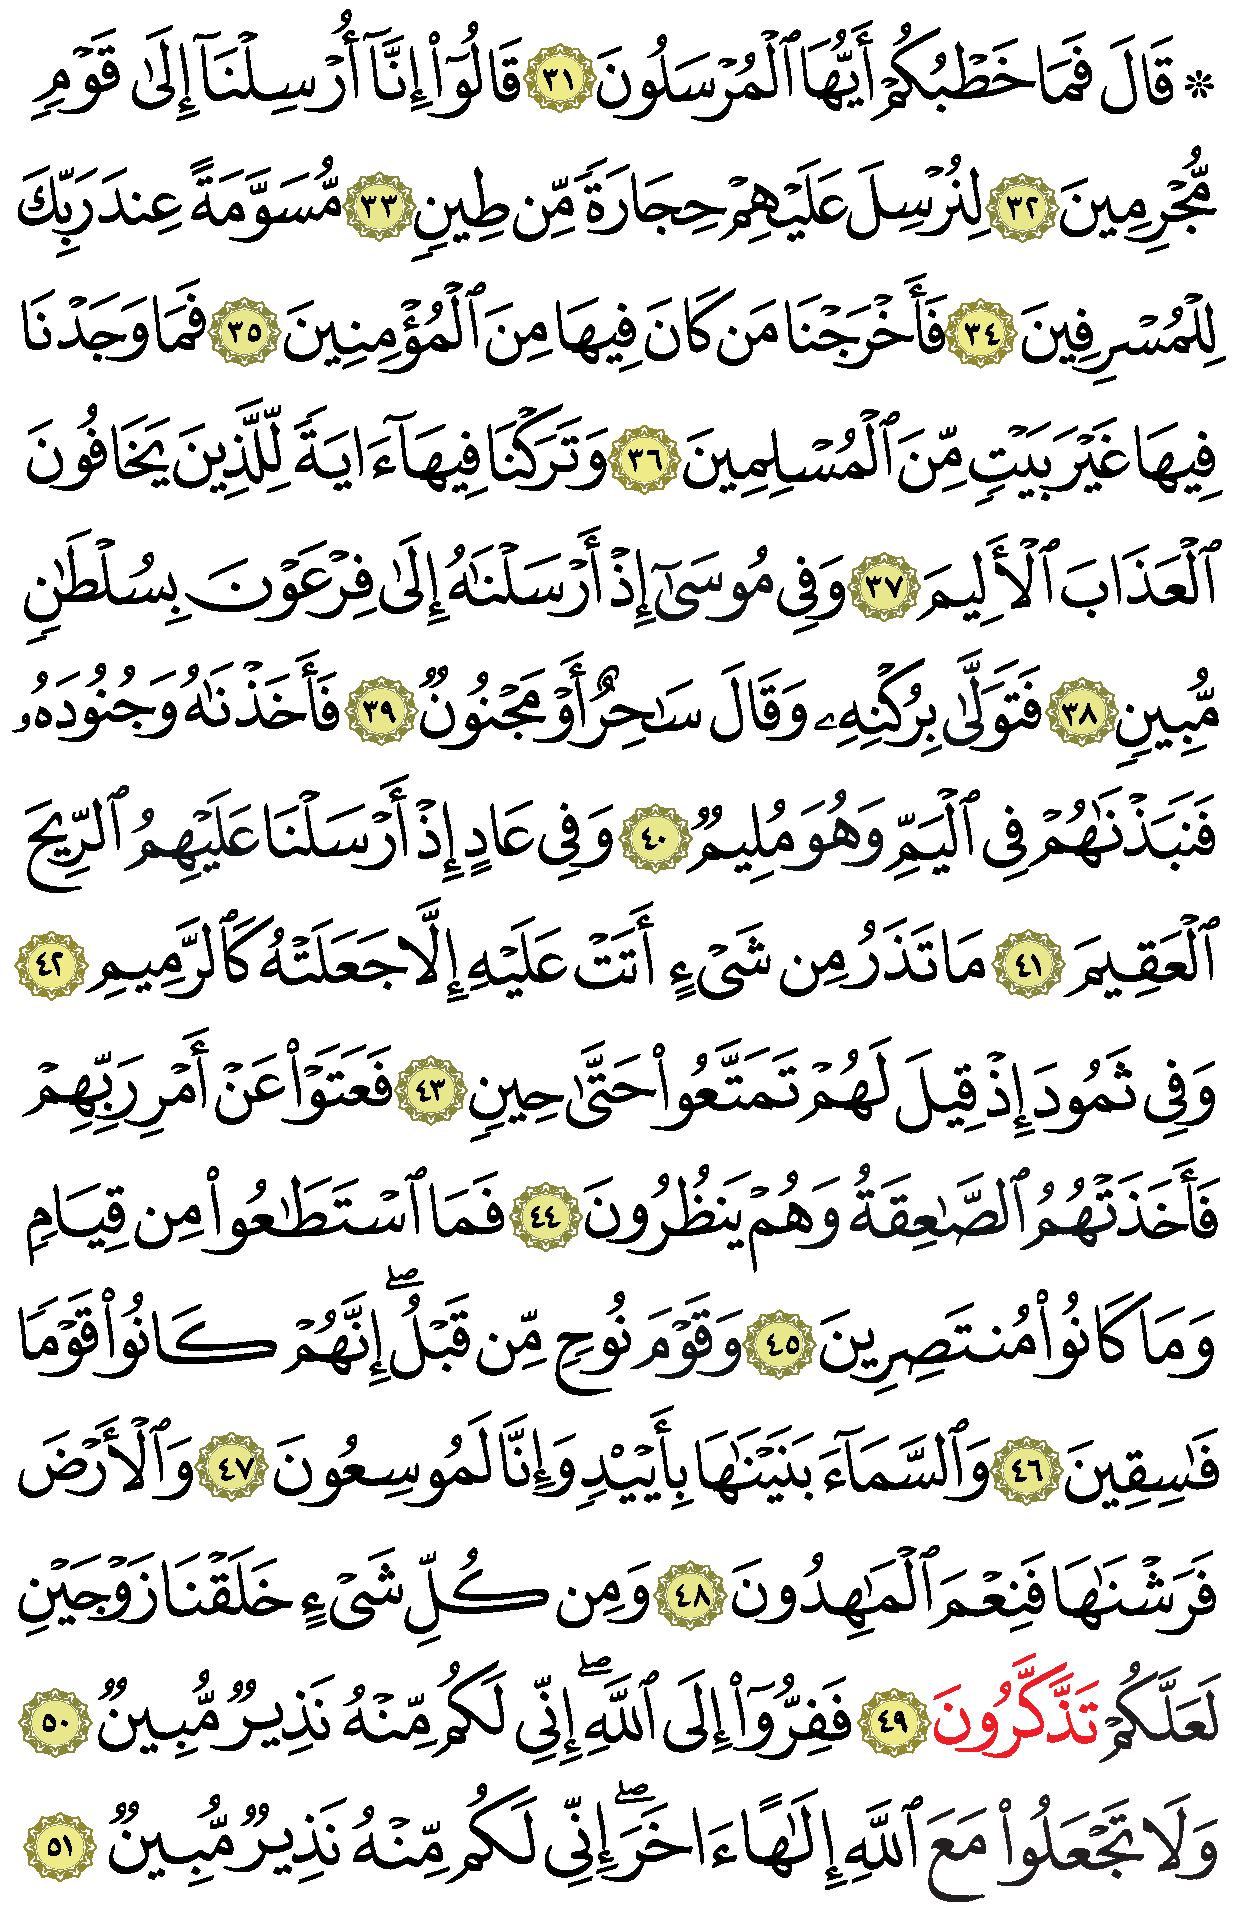 ۞ قَالَ فَمَا خَطْبُكُمْ أَيُّهَا ٱلْمُرْسَلُونَ ٣١ قَالُوٓا۟ إِنَّآ أُرْسِلْنَآ إِلَىٰ قَوْمٍ
مُّجْرِمِينَ ٣٢ لِنُرْسِلَ عَلَيْهِمْ حِجَارَةً مِّن طِينٍ ٣٣ مُّسَوَّمَةً عِندَ رَبِّكَ
لِلْمُسْرِفِينَ ٣٤ فَأَخْرَجْنَا مَن كَانَ فِيهَا مِنَ ٱلْمُؤْمِنِينَ ٣٥ فَمَا وَجَدْنَا
فِيهَا غَيْرَ بَيْتٍ مِّنَ ٱلْمُسْلِمِينَ ٣٦ وَتَرَكْنَا فِيهَآ ءَايَةً لِّلَّذِينَ يَخَافُونَ
ٱلْعَذَابَ ٱلْأَلِيمَ ٣٧ وَفِى مُوسَىٰٓ إِذْ أَرْسَلْنَٰهُ إِلَىٰ فِرْعَوْنَ بِسُلْطَٰنٍ
مُّبِينٍ ٣٨ فَتَوَلَّىٰ بِرُكْنِهِۦ وَقَالَ سَٰحِرٌ أَوْ مَجْنُونٌ ٣٩ فَأَخَذْنَٰهُ وَجُنُودَهُۥ
فَنَبَذْنَٰهُمْ فِى ٱلْيَمِّ وَهُوَ مُلِيمٌ ٤٠ وَفِى عَادٍ إِذْ أَرْسَلْنَا عَلَيْهِمُ ٱلرِّيحَ
ٱلْعَقِيمَ ٤١ مَا تَذَرُ مِن شَىْءٍ أَتَتْ عَلَيْهِ إِلَّا جَعَلَتْهُ كَٱلرَّمِيمِ ٤٢
وَفِى ثَمُودَ إِذْ قِيلَ لَهُمْ تَمَتَّعُوا۟ حَتَّىٰ حِينٍ ٤٣ فَعَتَوْا۟ عَنْ أَمْرِ رَبِّهِمْ
فَأَخَذَتْهُمُ ٱلصَّٰعِقَةُ وَهُمْ يَنظُرُونَ ٤٤ فَمَا ٱسْتَطَٰعُوا۟ مِن قِيَامٍ
وَمَا كَانُوا۟ مُنتَصِرِينَ ٤٥ وَقَوْمَ نُوحٍ مِّن قَبْلُ ۖ إِنَّهُمْ كَانُوا۟ قَوْمًا
فَٰسِقِينَ ٤٦ وَٱلسَّمَآءَ بَنَيْنَٰهَا بِأَيْي۟دٍ وَإِنَّا لَمُوسِعُونَ ٤٧ وَٱلْأَرْضَ
فَرَشْنَٰهَا فَنِعْمَ ٱلْمَٰهِدُونَ ٤٨ وَمِن كُلِّ شَىْءٍ خَلَقْنَا زَوْجَيْنِ
لَعَلَّكُمْ تَذَّكَّرُونَ ٤٩ فَفِرُّوٓا۟ إِلَى ٱللَّهِ ۖ إِنِّى لَكُم مِّنْهُ نَذِيرٌ مُّبِينٌ ٥٠
وَلَا تَجْعَلُوا۟ مَعَ ٱللَّهِ إِلَٰهًا ءَاخَرَ ۖ إِنِّى لَكُم مِّنْهُ نَذِيرٌ مُّبِينٌ ٥١